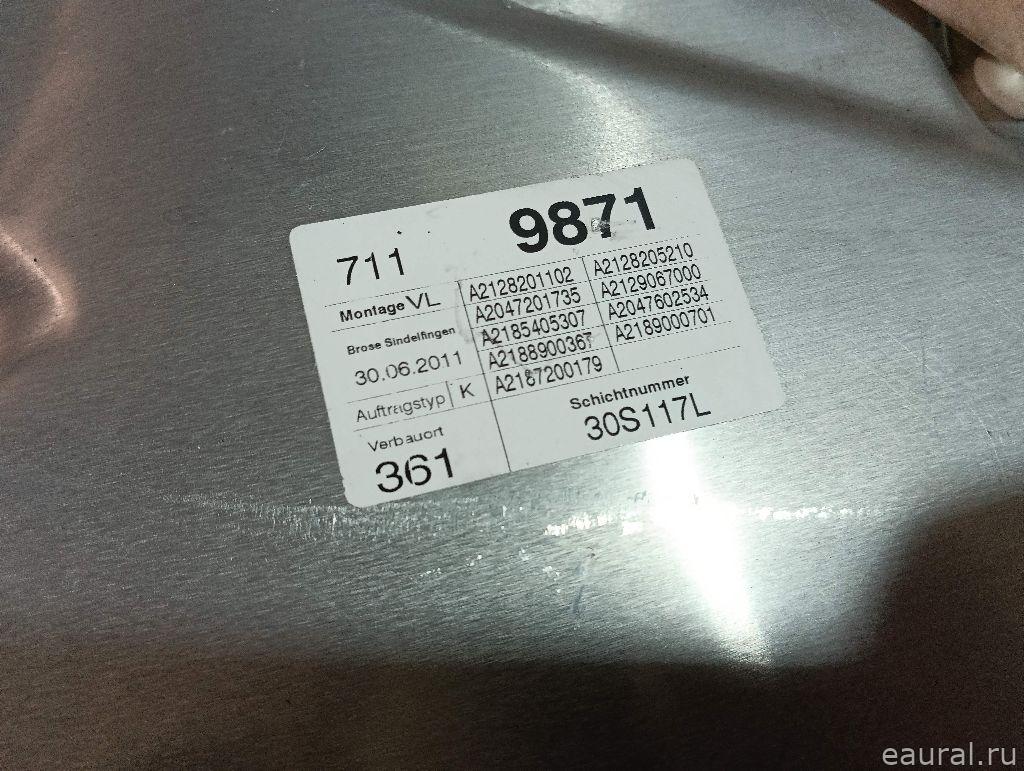 711 9871
Montage VL
Brose Sindelfingen
30.06.2011
Auftragstyp K
Verbauort
361
A2128201102 A2128205210
A2047201735 A2129067000
A2185405307 A2047602534
A2188900367 A2189000701
A2187200179
Schichtnummer
30S117L
eaural.ru